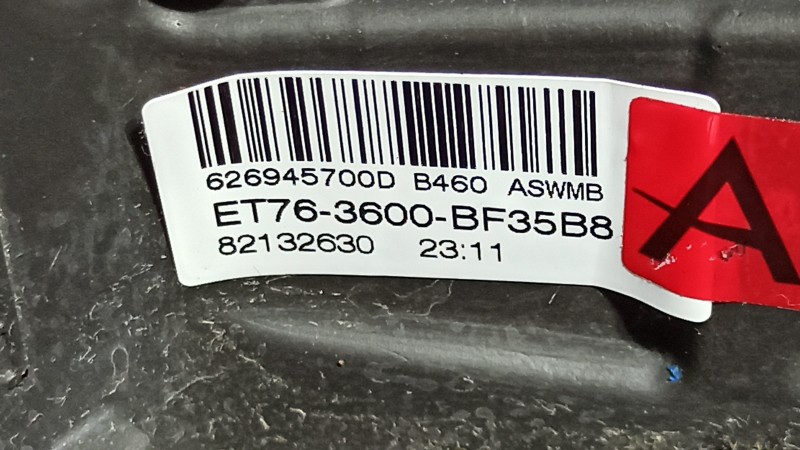 626945700D B460 ASWMB
ET76-3600-BF35B8
82132630 23:11
A